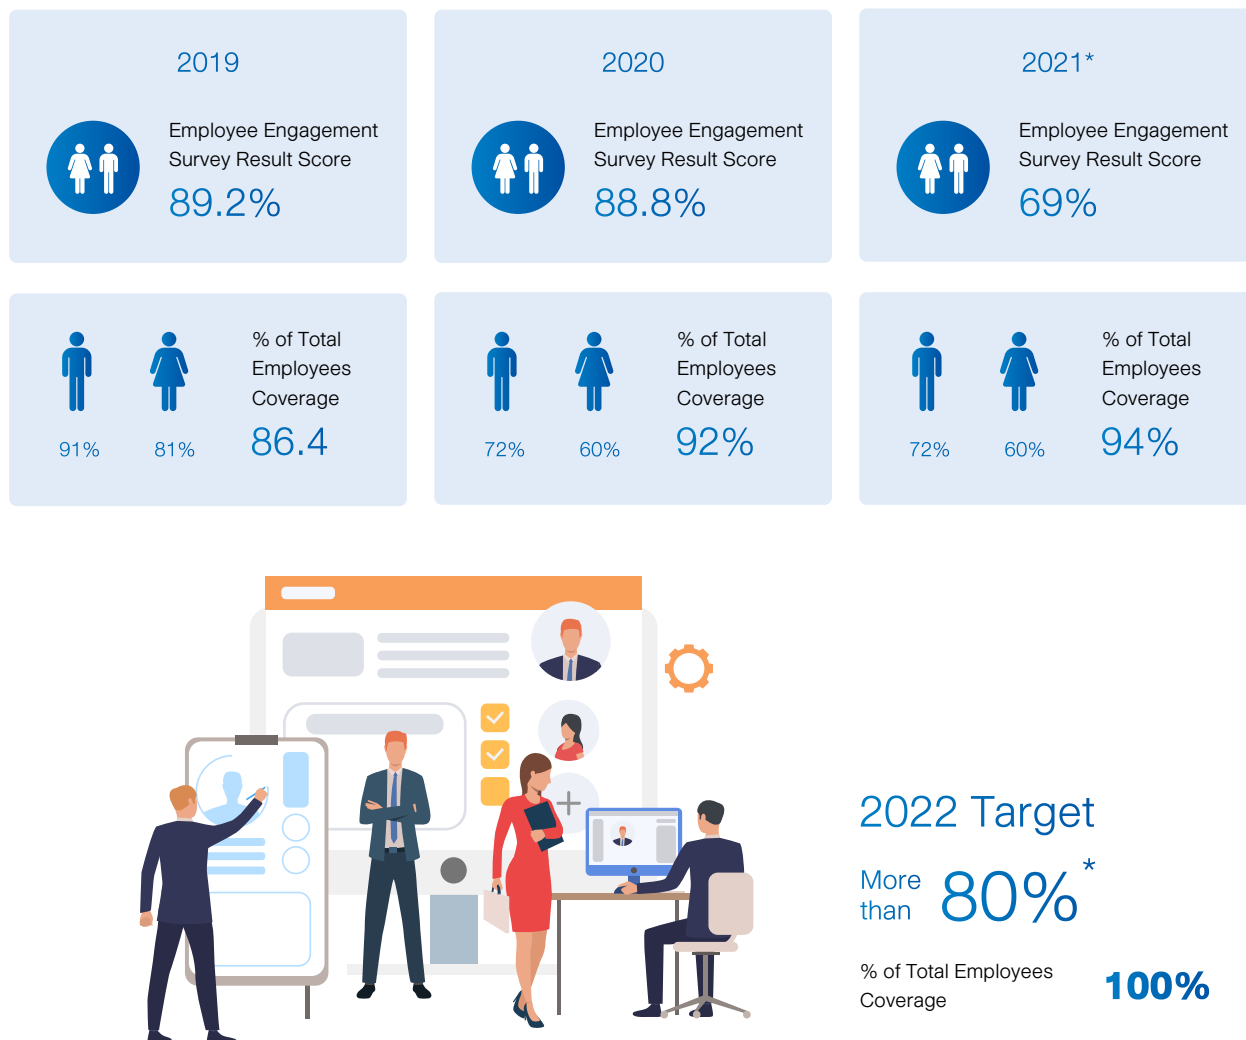 2019
Employee Engagement
Survey Result Score
89.2%
2020
Employee Engagement
Survey Result Score
88.8%
2021*
Employee Engagement
Survey Result Score
69%
91%
81%
% of Total
Employees
Coverage
86.4
72%
60%
% of Total
Employees
Coverage
92%
72%
60%
% of Total
Employees
Coverage
94%
2022 Target
More
than
80%*
% of Total Employees
Coverage
100%